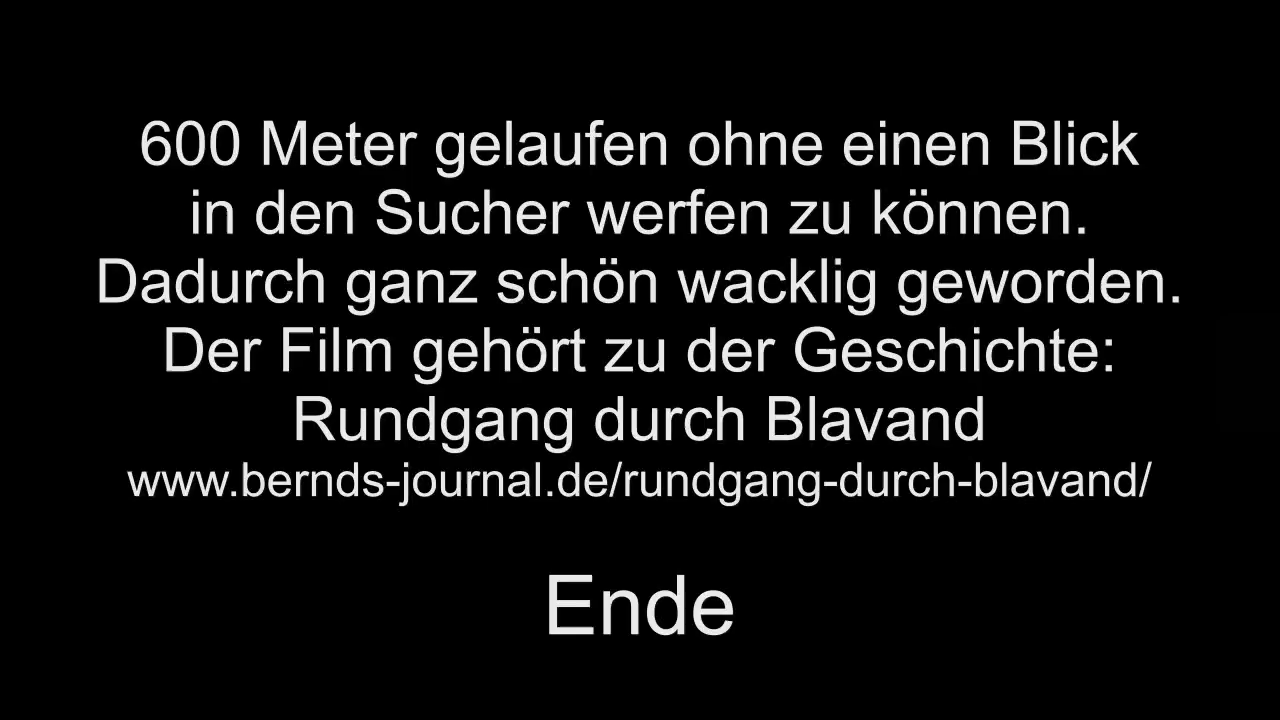 600 Meter gelaufen ohne einen Blick
in den Sucher werfen zu können.
Dadurch ganz schön wacklig geworden.
Der Film gehört zu der Geschichte:
Rundgang durch Blavand
www.bernds-journal.de/rundgang-durch-blavand/
Ende